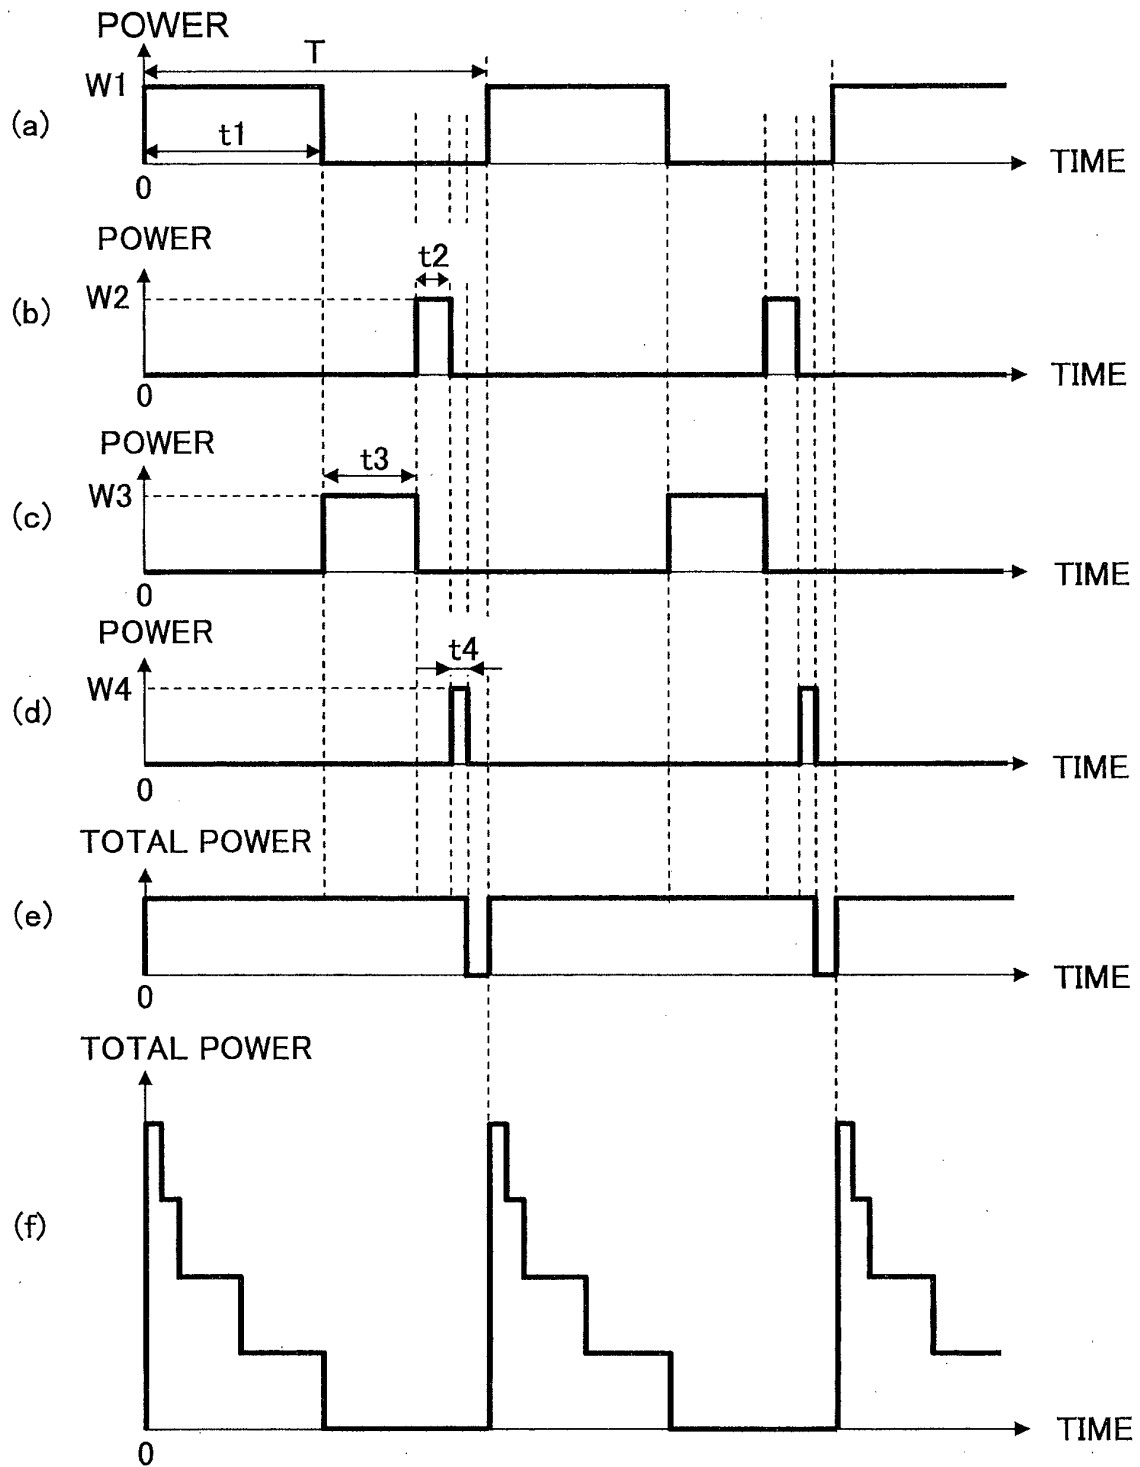 POWER
T
W1
(a)
t1
TIME
0
POWER
t2
W2
(b)
TIME
0
POWER
t3
W3
(c)
TIME
0
POWER
t4
W4
(d)
TIME
0
TOTAL POWER
(e)
TIME
0
TOTAL POWER
(f)
TIME
0